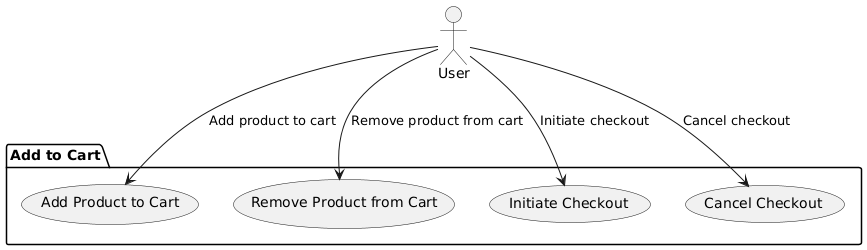 User
Add product to cart
Remove product from cart
Initiate checkout
Cancel checkout
Add to Cart
Add Product to Cart
Remove Product from Cart
Initiate Checkout
Cancel Checkout